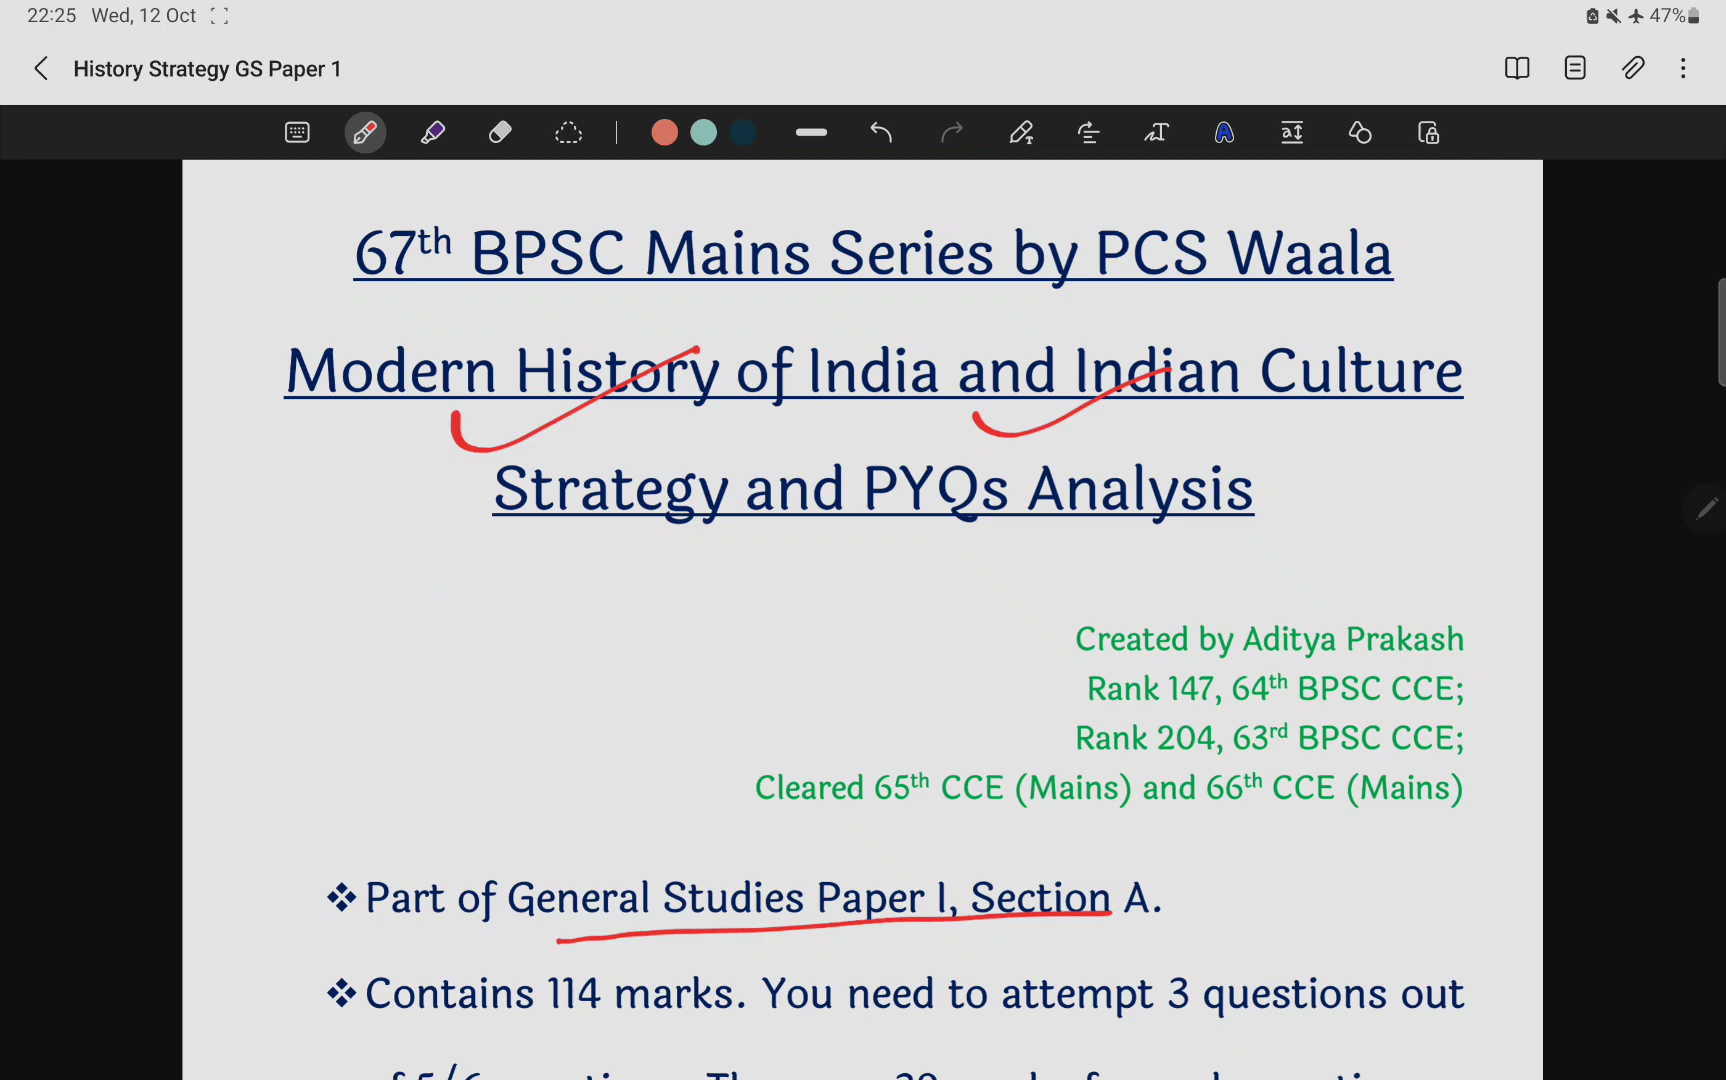 22:25 Wed, 12 Oct
47%
History Strategy GS Paper 1
67th BPSC Mains Series by PCS Waala
Modern History of India and Indian Culture
Strategy and PYQs Analysis
Created by Aditya Prakash
Rank 147, 64th BPSC CCE;
Rank 204, 63rd BPSC CCE;
Cleared 65th CCE (Mains) and 66th CCE (Mains)
❖ Part of General Studies Paper I, Section A.
❖ Contains 114 marks. You need to attempt 3 questions out